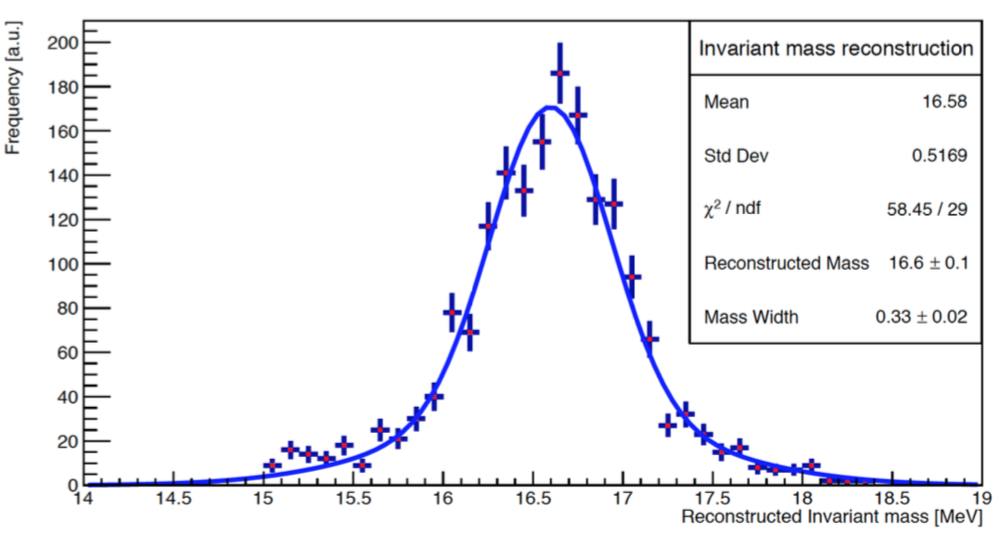 Frequency [a.u.]
200
180
160
140
120
100
80
60
40
20
0
Invariant mass reconstruction
Mean 16.58
Std Dev 0.5169
χ² / ndf 58.45 / 29
Reconstructed Mass 16.6 ± 0.1
Mass Width 0.33 ± 0.02
14 14.5 15 15.5 16 16.5 17 17.5 18 18.5 19
Reconstructed Invariant mass [MeV]